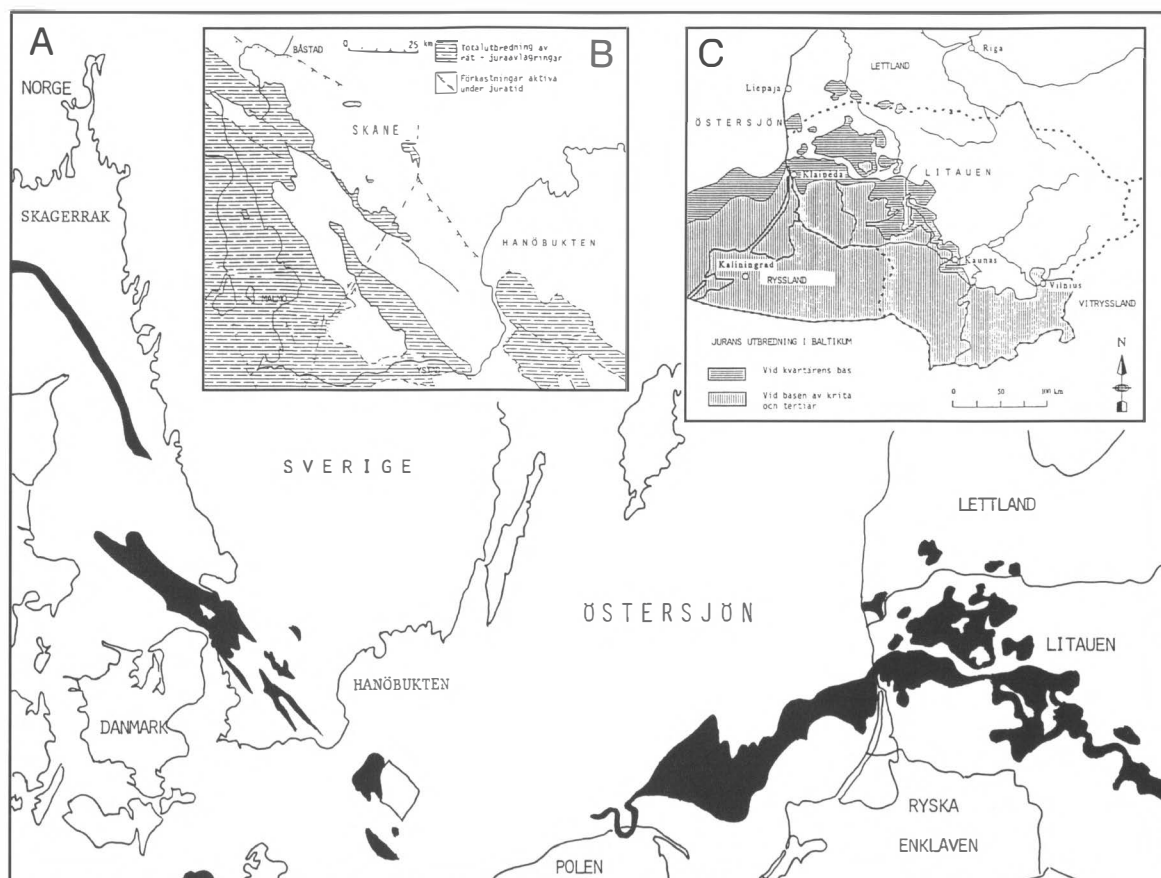 A
NORGE
SKAGERRAK
SVERIGE
ÖSTERSJÖN
HANÖBUKTEN
DANMARK
POLEN
RYSKA
ENKLAVEN
LETTLAND
LITAUEN
B
BÅSTAD
0 25 km
Totalutbredning av
rät - juraavlagringar
Förkastningar aktiva
under juratid
SKÅNE
HANÖBUKTEN
MALMÖ
C
Riga
LETTLAND
Liepaja
ÖSTERSJÖN
LITAUEN
Klaipeda
Kaliningrad
RYSSLAND
Kaunas
Vilnius
VITRYSSLAND
JURANS UTBREDNING I BALTIKUM
Vid kvartärens bas
Vid basen av krita
och tertiär
N
0 50 100 km